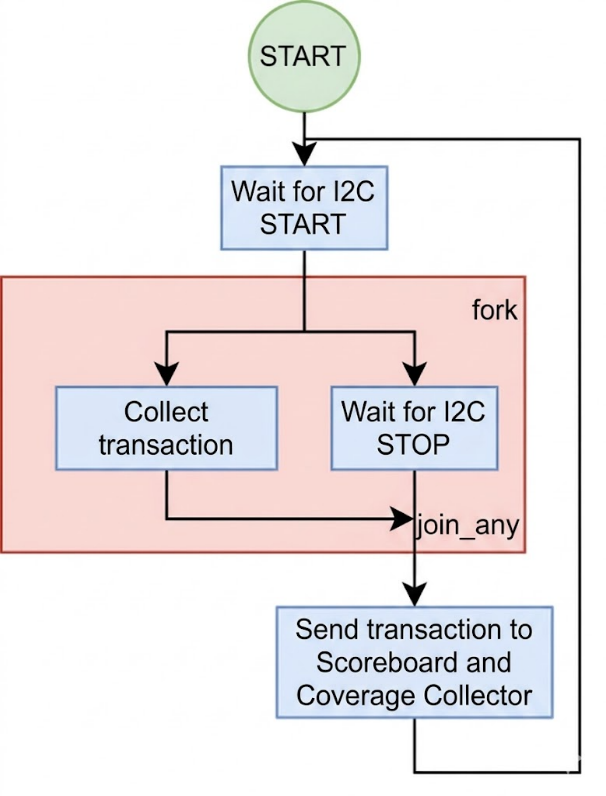 START
Wait for I2C
START
fork
Collect
transaction
Wait for I2C
STOP
join_any
Send transaction to
Scoreboard and
Coverage Collector